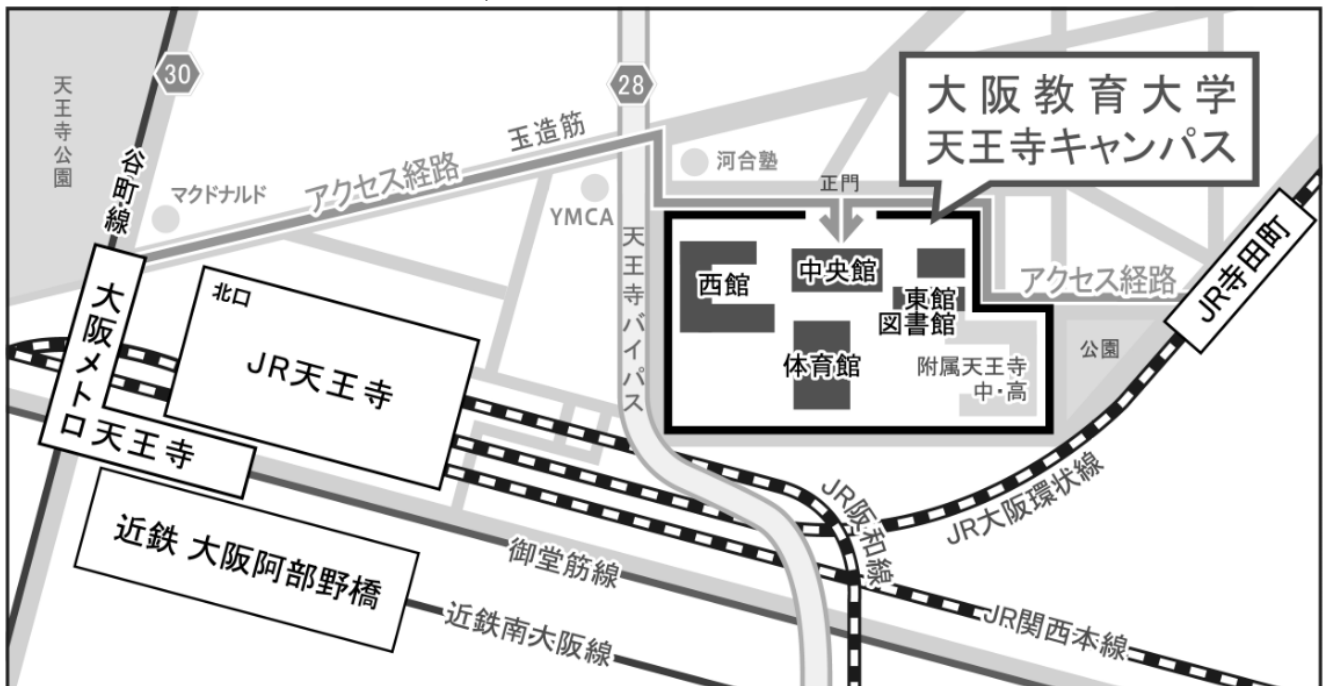 大阪教育大学
天王寺キャンパス
30
28
天王寺公園
谷町線
玉造筋
アクセス経路
マクドナルド
YMCA
河合塾
正門
天王寺バイパス
西館
中央館
東館
図書館
体育館
附属天王寺
中・高
公園
アクセス経路
JR寺田町
大阪メトロ
天王寺
北口
JR天王寺
近鉄 大阪阿部野橋
御堂筋線
近鉄南大阪線
JR阪和線
JR大阪環状線
JR関西本線